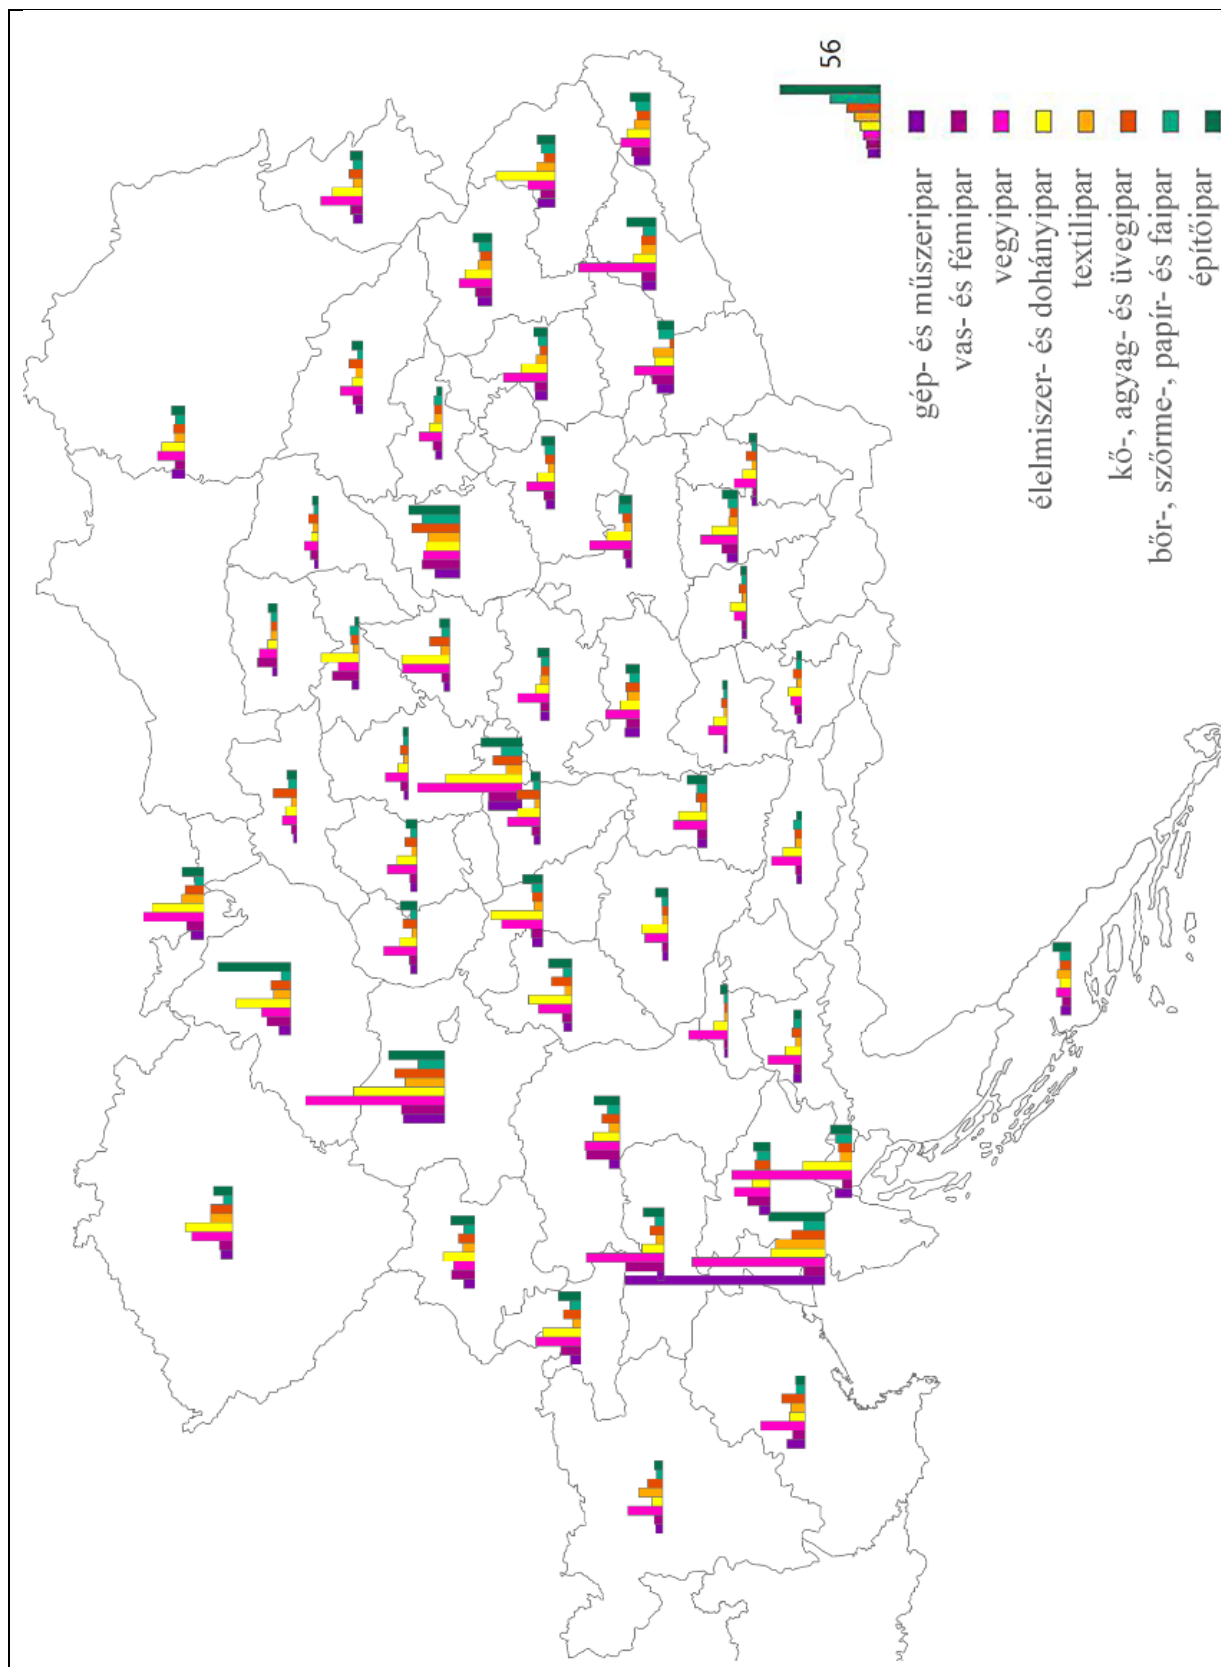 56
gép- és műszeripar
vas- és fémipar
vegyipar
élelmiszer- és dohányipar
textilipar
kő-, agyag- és üvegipar
bőr-, szőrme-, papír- és faipar
építőipar